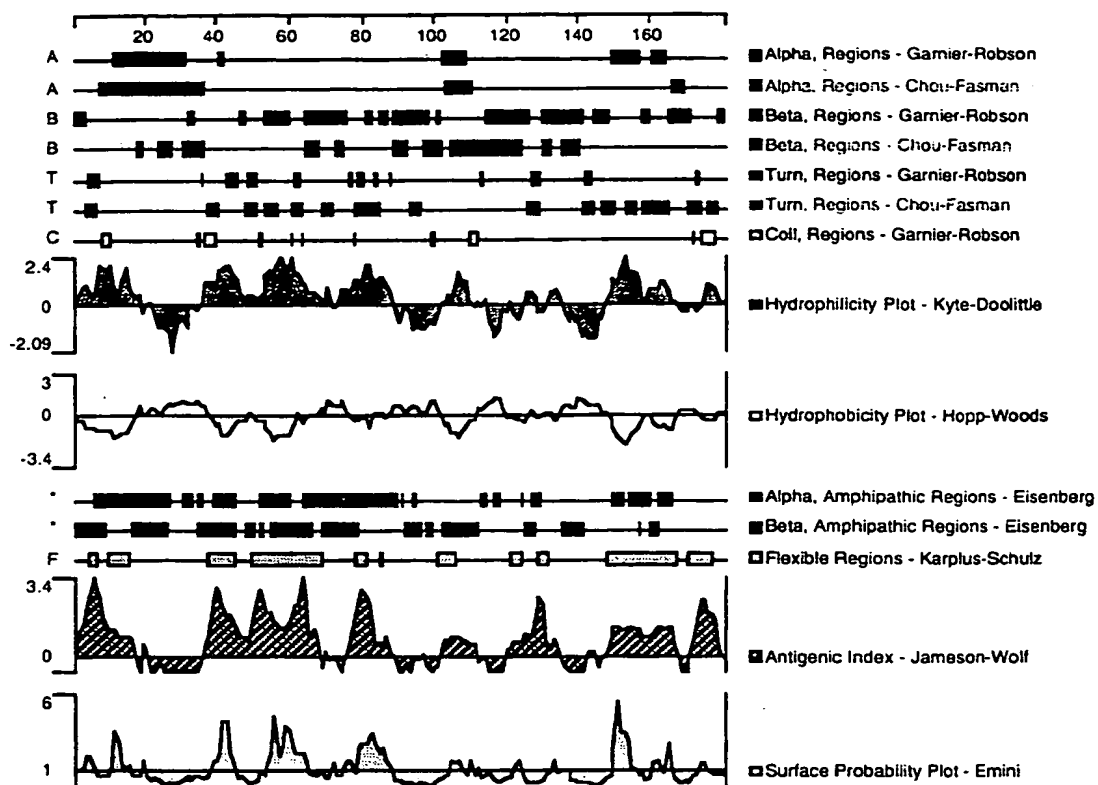 20 40 60 80 100 120 140 160
A Alpha, Regions - Garnier-Robson
A Alpha, Regions - Chou-Fasman
B Beta, Regions - Garnier-Robson
B Beta, Regions - Chou-Fasman
T Turn, Regions - Garnier-Robson
T Turn, Regions - Chou-Fasman
C Coil, Regions - Garnier-Robson
2.4
0 Hydrophilicity Plot - Kyte-Doolittle
-2.09
3
0 Hydrophobicity Plot - Hopp-Woods
-3.4
* Alpha, Amphipathic Regions - Eisenberg
* Beta, Amphipathic Regions - Eisenberg
F Flexible Regions - Karplus-Schulz
3.4
0 Antigenic Index - Jameson-Wolf
6
1 Surface Probability Plot - Emini